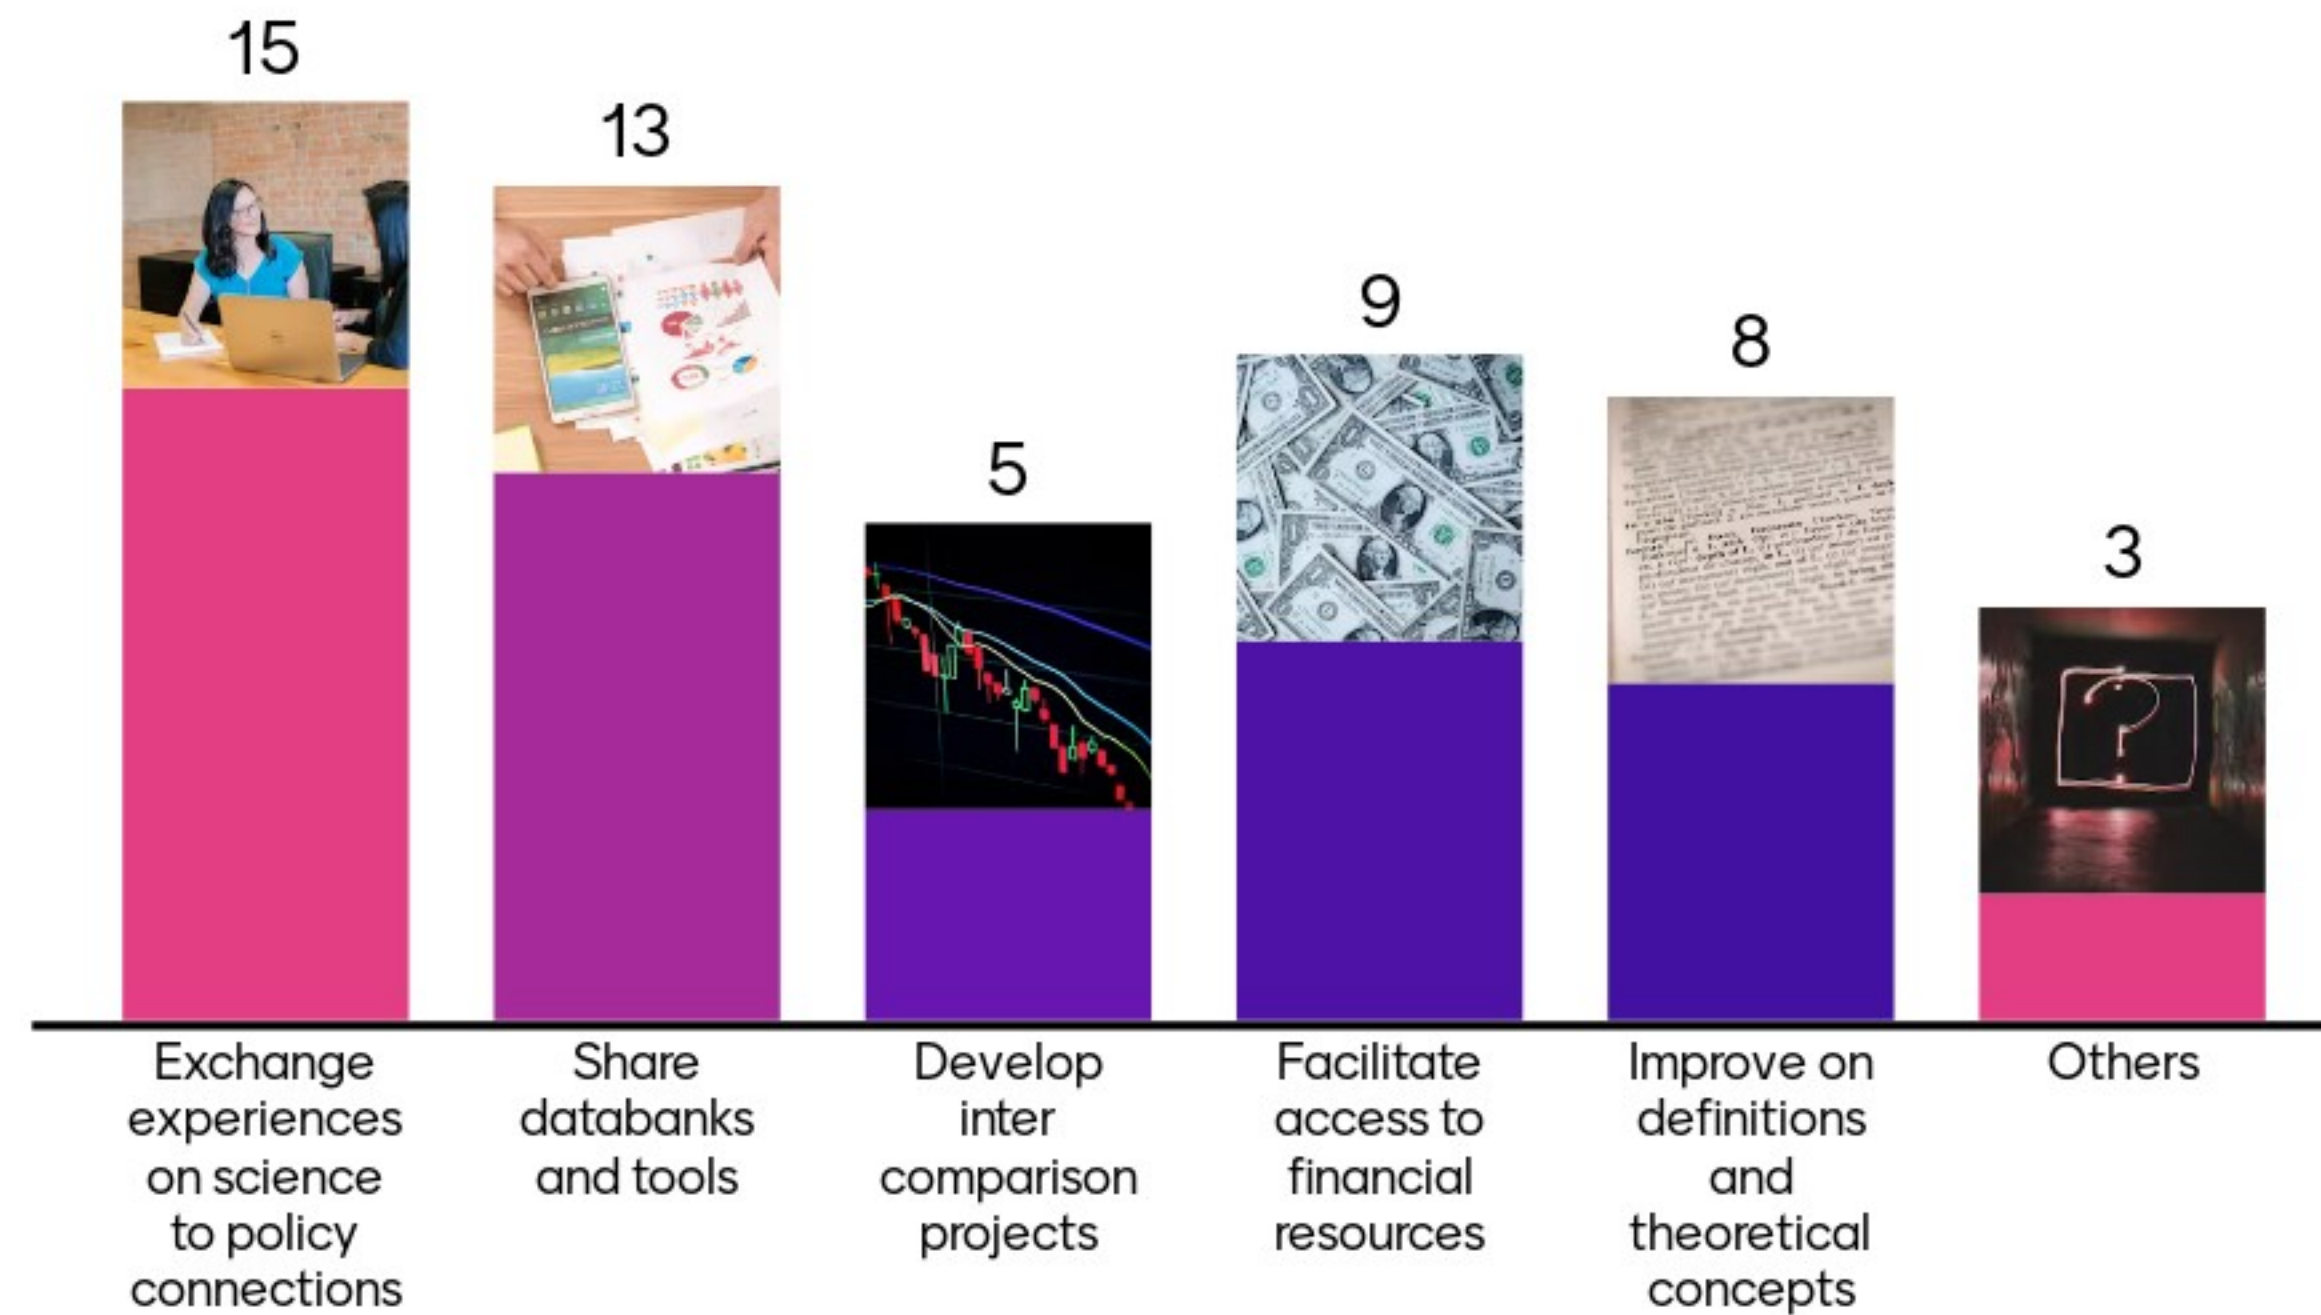 15
13
5
9
8
3
Exchange
experiences
on science
to policy
connections
Share
databanks
and tools
Develop
inter
comparison
projects
Facilitate
access to
financial
resources
Improve on
definitions
and
theoretical
concepts
Others